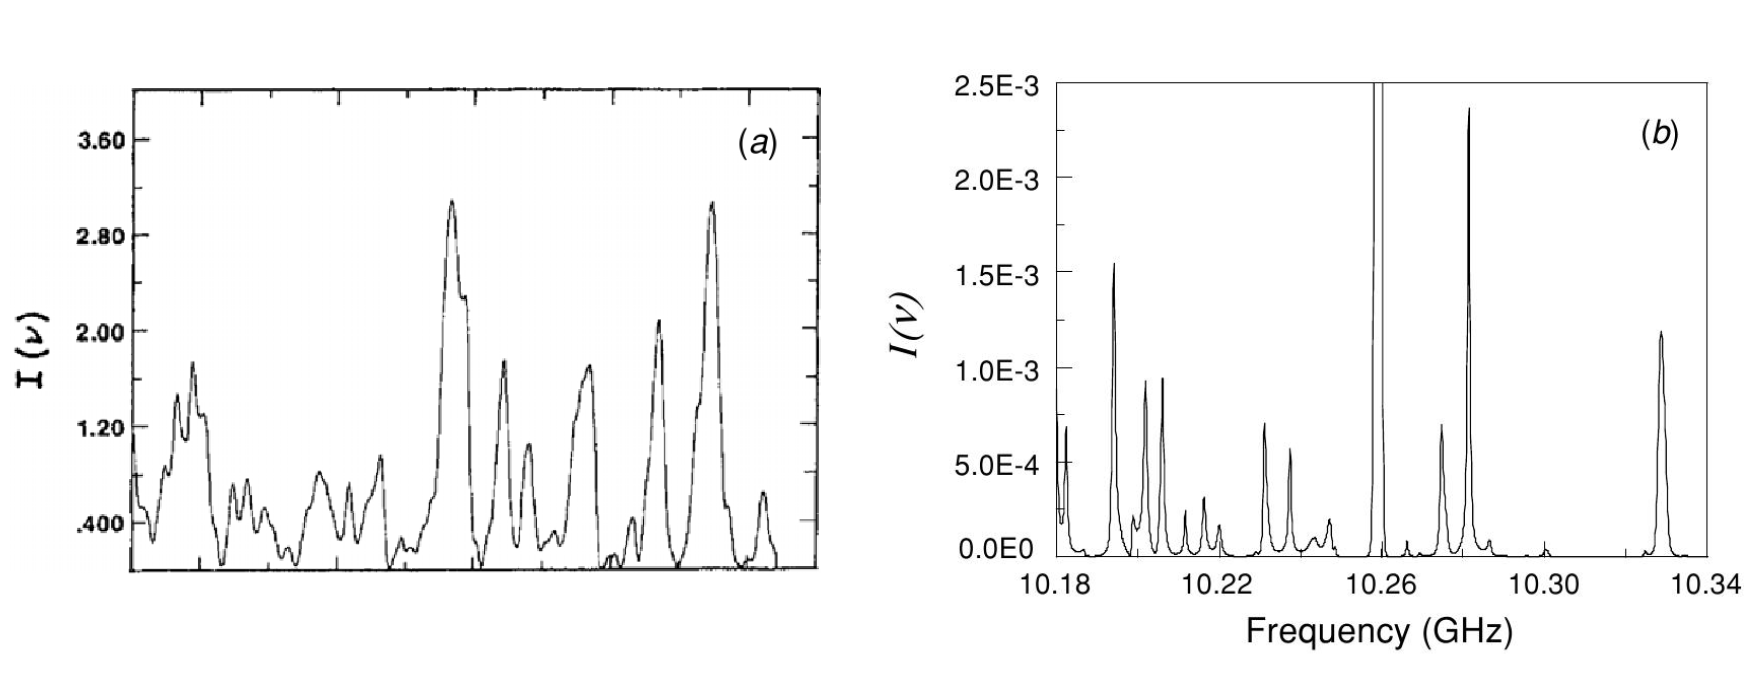 (a)
3.60
2.80
2.00
1.20
.400
I (ν)
(b)
2.5E-3
2.0E-3
1.5E-3
1.0E-3
5.0E-4
0.0E0
I(ν)
10.18 10.22 10.26 10.30 10.34
Frequency (GHz)